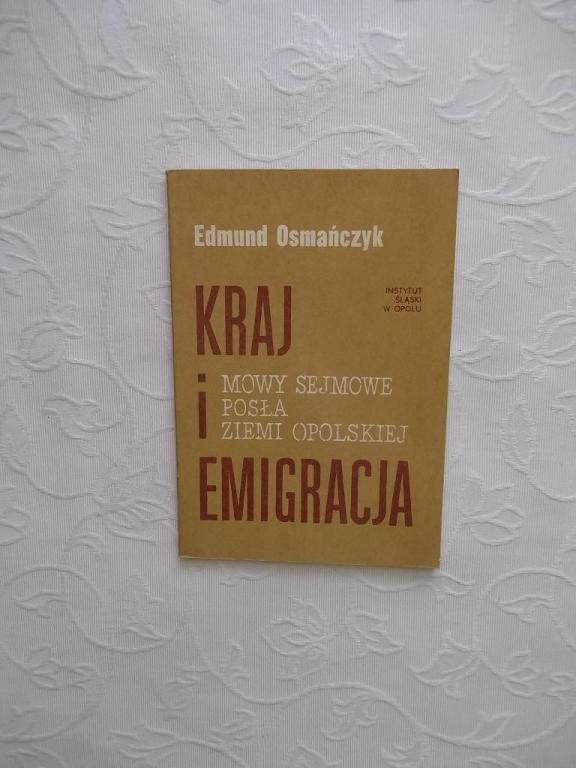 Edmund Osmańczyk
INSTYTUT
ŚLĄSKI
W OPOLU
KRAJ
i
MOWY SEJMOWE
POSŁA
ZIEMI OPOLSKIEJ
EMIGRACJA